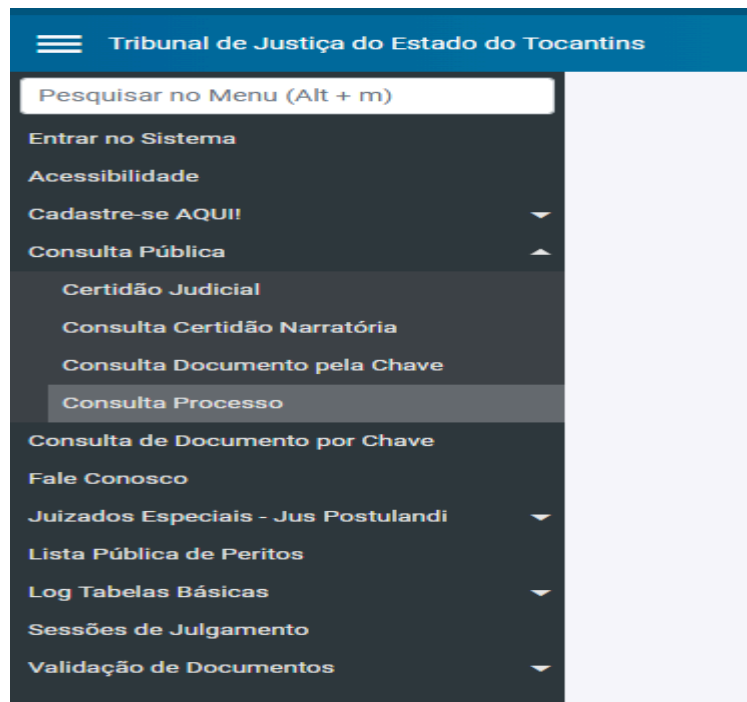 Tribunal de Justiça do Estado do Tocantins
Pesquisar no Menu (Alt + m)
Entrar no Sistema
Acessibilidade
Cadastre-se AQUI!
Consulta Pública
Certidão Judicial
Consulta Certidão Narratória
Consulta Documento pela Chave
Consulta Processo
Consulta de Documento por Chave
Fale Conosco
Juizados Especiais - Jus Postulandi
Lista Pública de Peritos
Log Tabelas Básicas
Sessões de Julgamento
Validação de Documentos